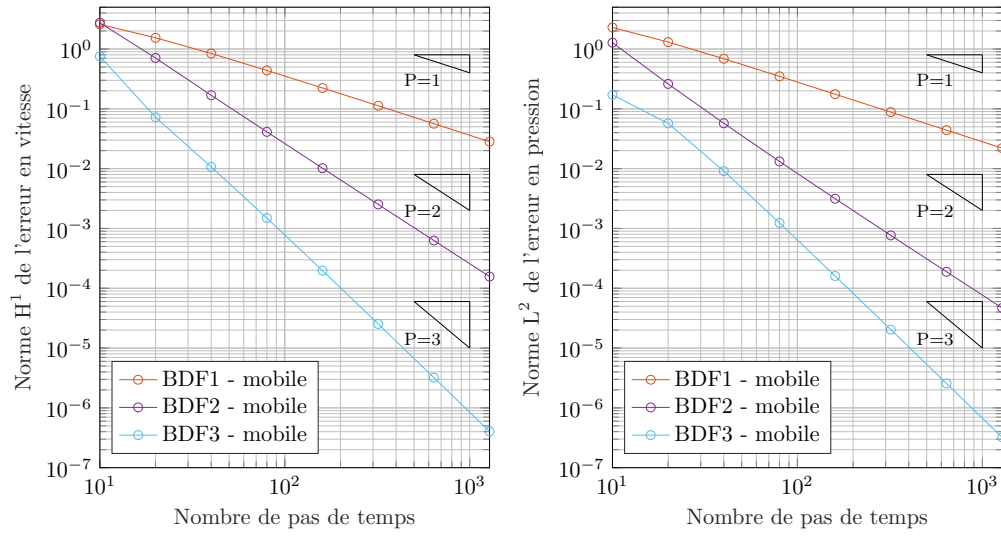 Norme H^1 de l'erreur en vitesse
10^0
10^-1
10^-2
10^-3
10^-4
10^-5
10^-6
10^-7
P=1
P=2
P=3
BDF1 - mobile
BDF2 - mobile
BDF3 - mobile
10^1
10^2
10^3
Nombre de pas de temps
Norme L^2 de l'erreur en pression
10^0
10^-1
10^-2
10^-3
10^-4
10^-5
10^-6
10^-7
P=1
P=2
P=3
BDF1 - mobile
BDF2 - mobile
BDF3 - mobile
10^1
10^2
10^3
Nombre de pas de temps